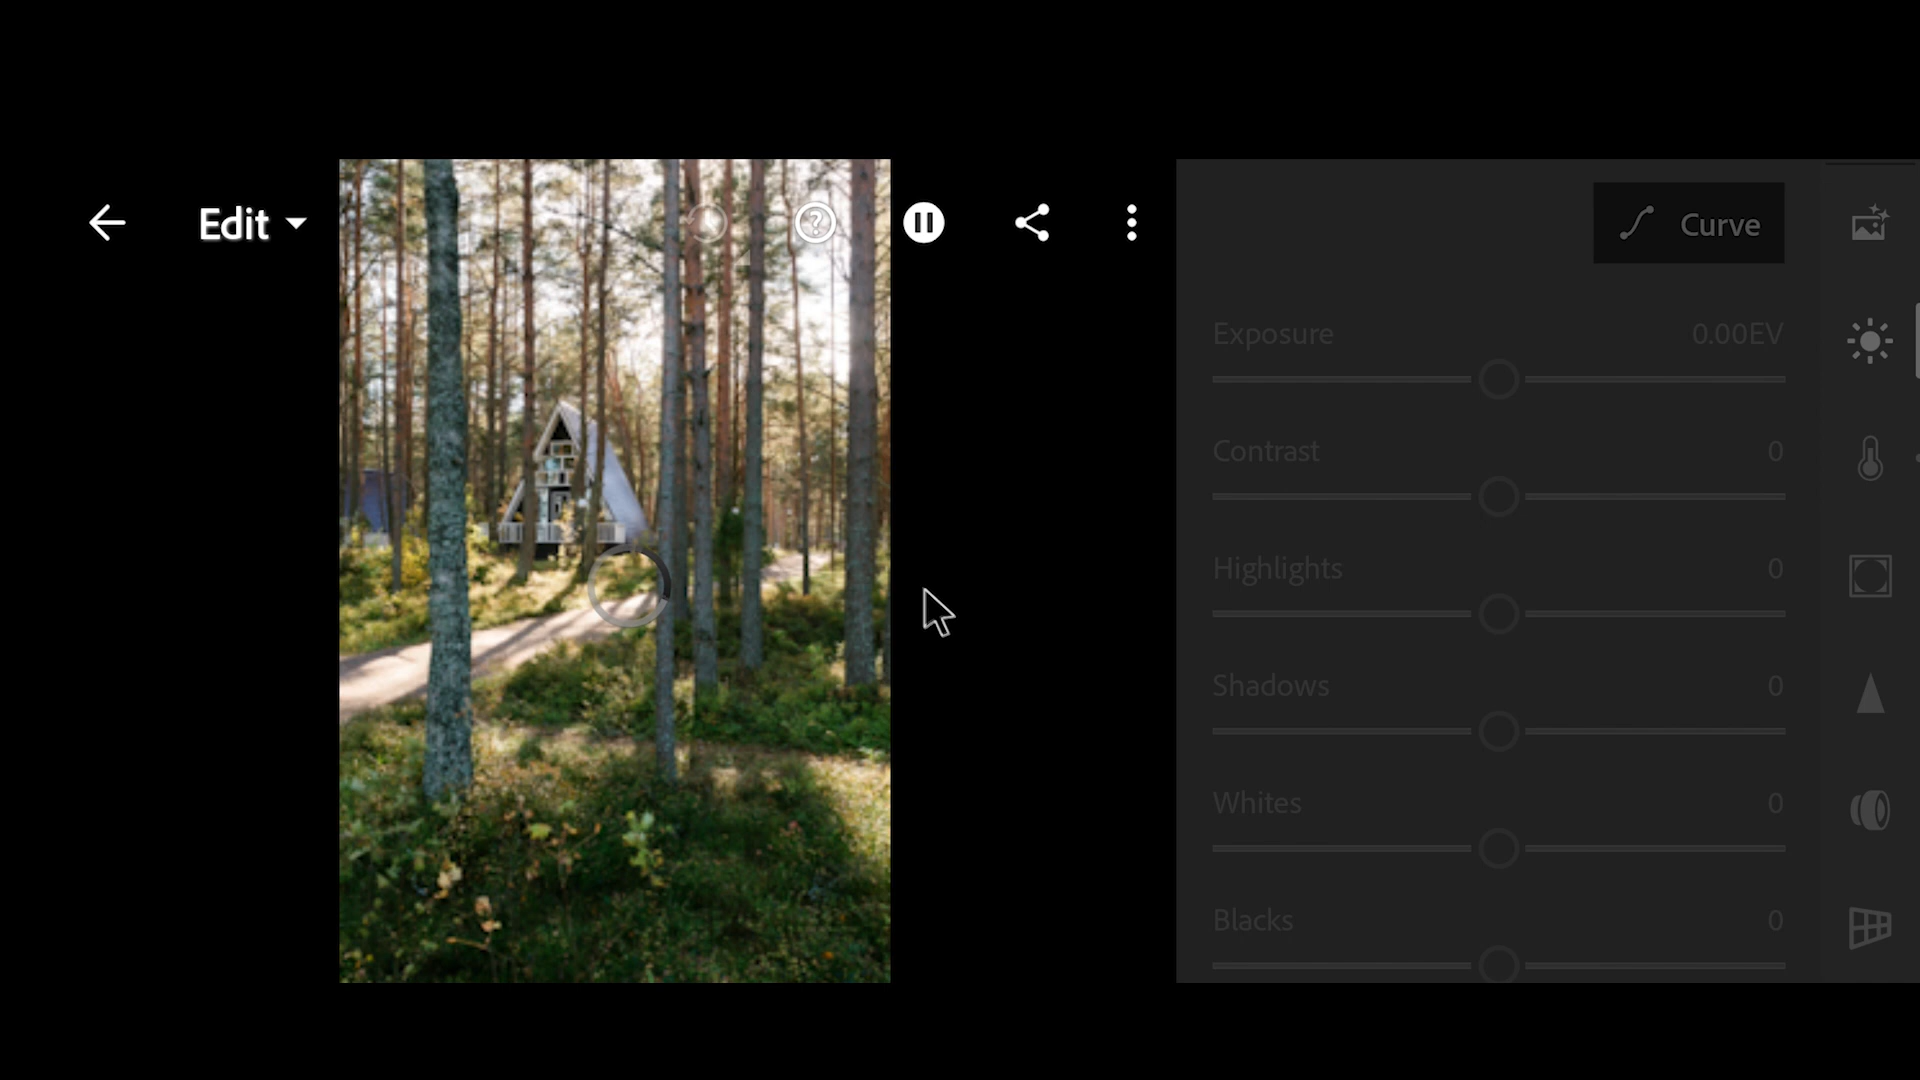 Edit
Curve
Exposure 0.00EV
Contrast 0
Highlights 0
Shadows 0
Whites 0
Blacks 0